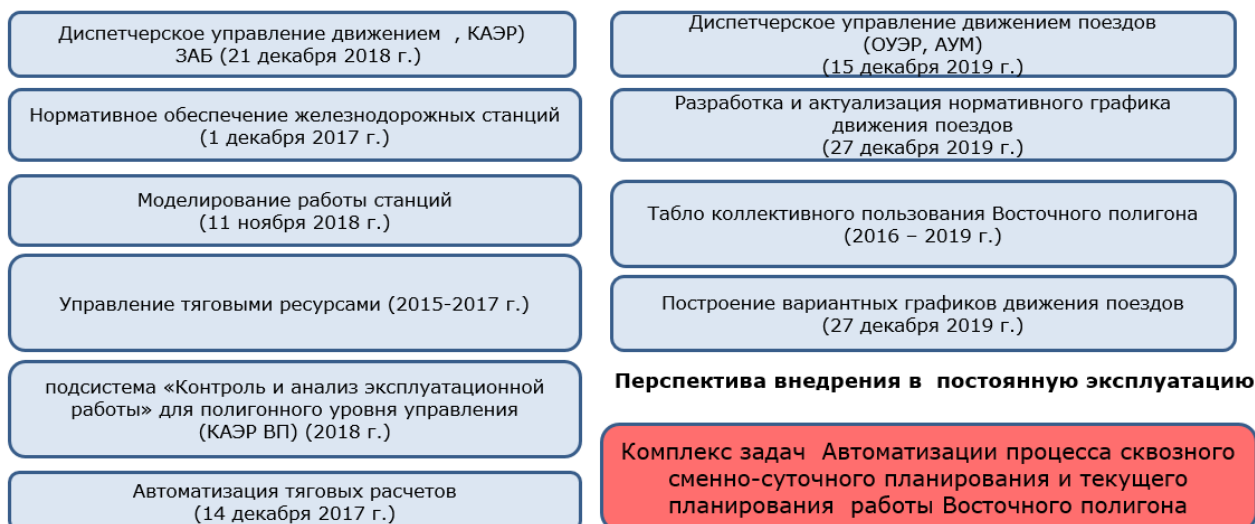 Диспетчерское управление движением  , КАЭР)
ЗАБ (21 декабря 2018 г.)
Нормативное обеспечение железнодорожных станций
(1 декабря 2017 г.)
Моделирование работы станций
(11 ноября 2018 г.)
Управление тяговыми ресурсами (2015-2017 г.)
подсистема «Контроль и анализ эксплуатационной
работы» для полигонного уровня управления
(КАЭР ВП) (2018 г.)
Автоматизация тяговых расчетов
(14 декабря 2017 г.)
Диспетчерское управление движением поездов
(ОУЭР, АУМ)
(15 декабря 2019 г.)
Разработка и актуализация нормативного графика
движения поездов
(27 декабря 2019 г.)
Табло коллективного пользования Восточного полигона
(2016 – 2019 г.)
Построение вариантных графиков движения поездов
(27 декабря 2019 г.)
Перспектива внедрения в  постоянную эксплуатацию
Комплекс задач  Автоматизации процесса сквозного
сменно-суточного планирования и текущего
планирования  работы Восточного полигона